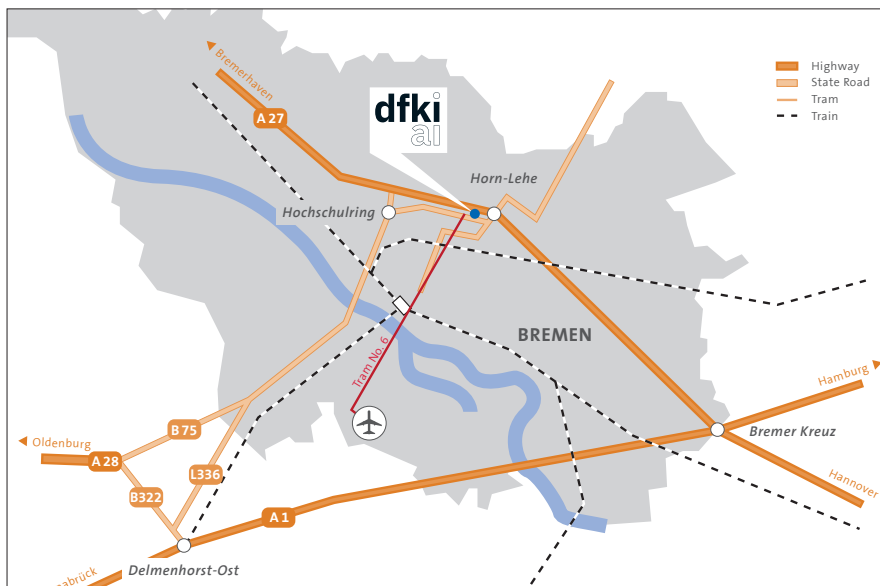 Bremerhaven
A 27
dfki
ai
Highway
State Road
Tram
Train
Horn-Lehe
Hochschulring
BREMEN
Tram No. 6
Hamburg
B 75
Oldenburg
A 28
L336
B322
Bremer Kreuz
Hannover
A 1
Delmenhorst-Ost
abrück